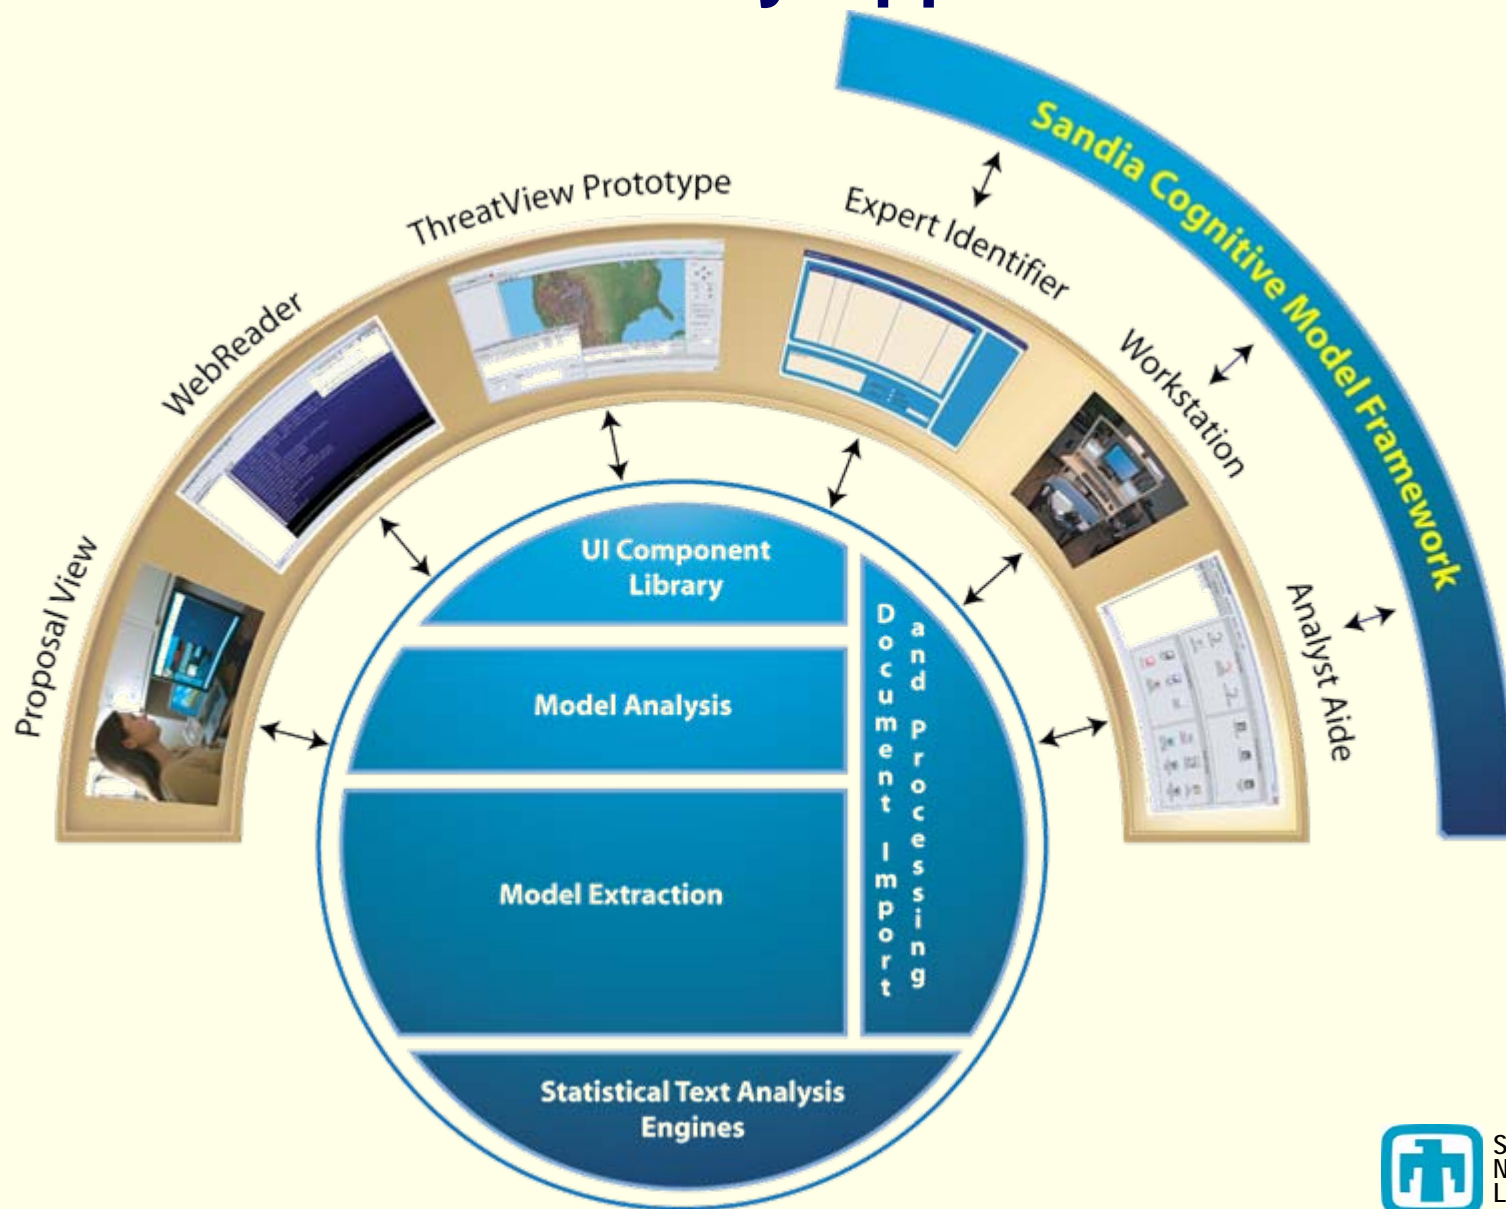 Sandia Cognitive Model Framework
Proposal View
WebReader
ThreatView Prototype
Expert Identifier
Workstation
Analyst Aide
UI Component
Library
Model Analysis
Model Extraction
Document Import
and Processing
Statistical Text Analysis
Engines